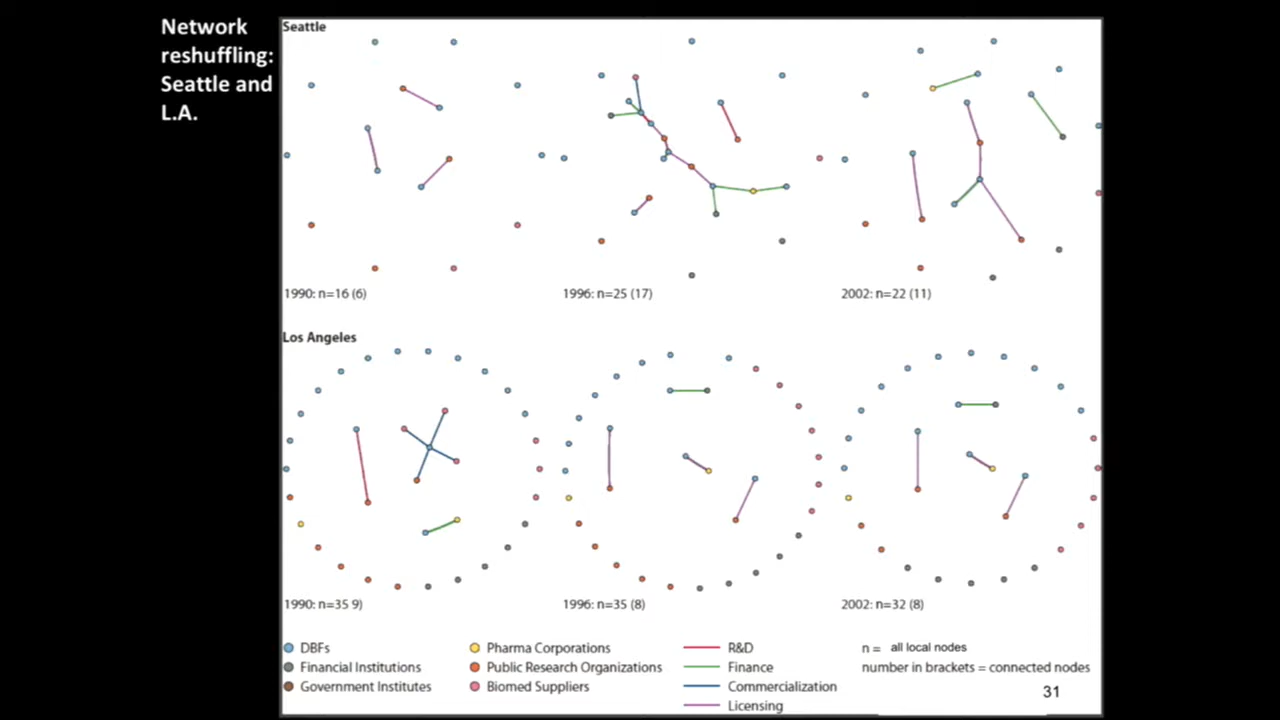 Network
reshuffling:
Seattle and
L.A.
Seattle
1990: n=16 (6)
1996: n=25 (17)
2002: n=22 (11)
Los Angeles
1990: n=35 9)
1996: n=35 (8)
2002: n=32 (8)
DBFs
Financial Institutions
Government Institutes
Pharma Corporations
Public Research Organizations
Biomed Suppliers
R&D
Finance
Commercialization
Licensing
n = all local nodes
number in brackets = connected nodes
31